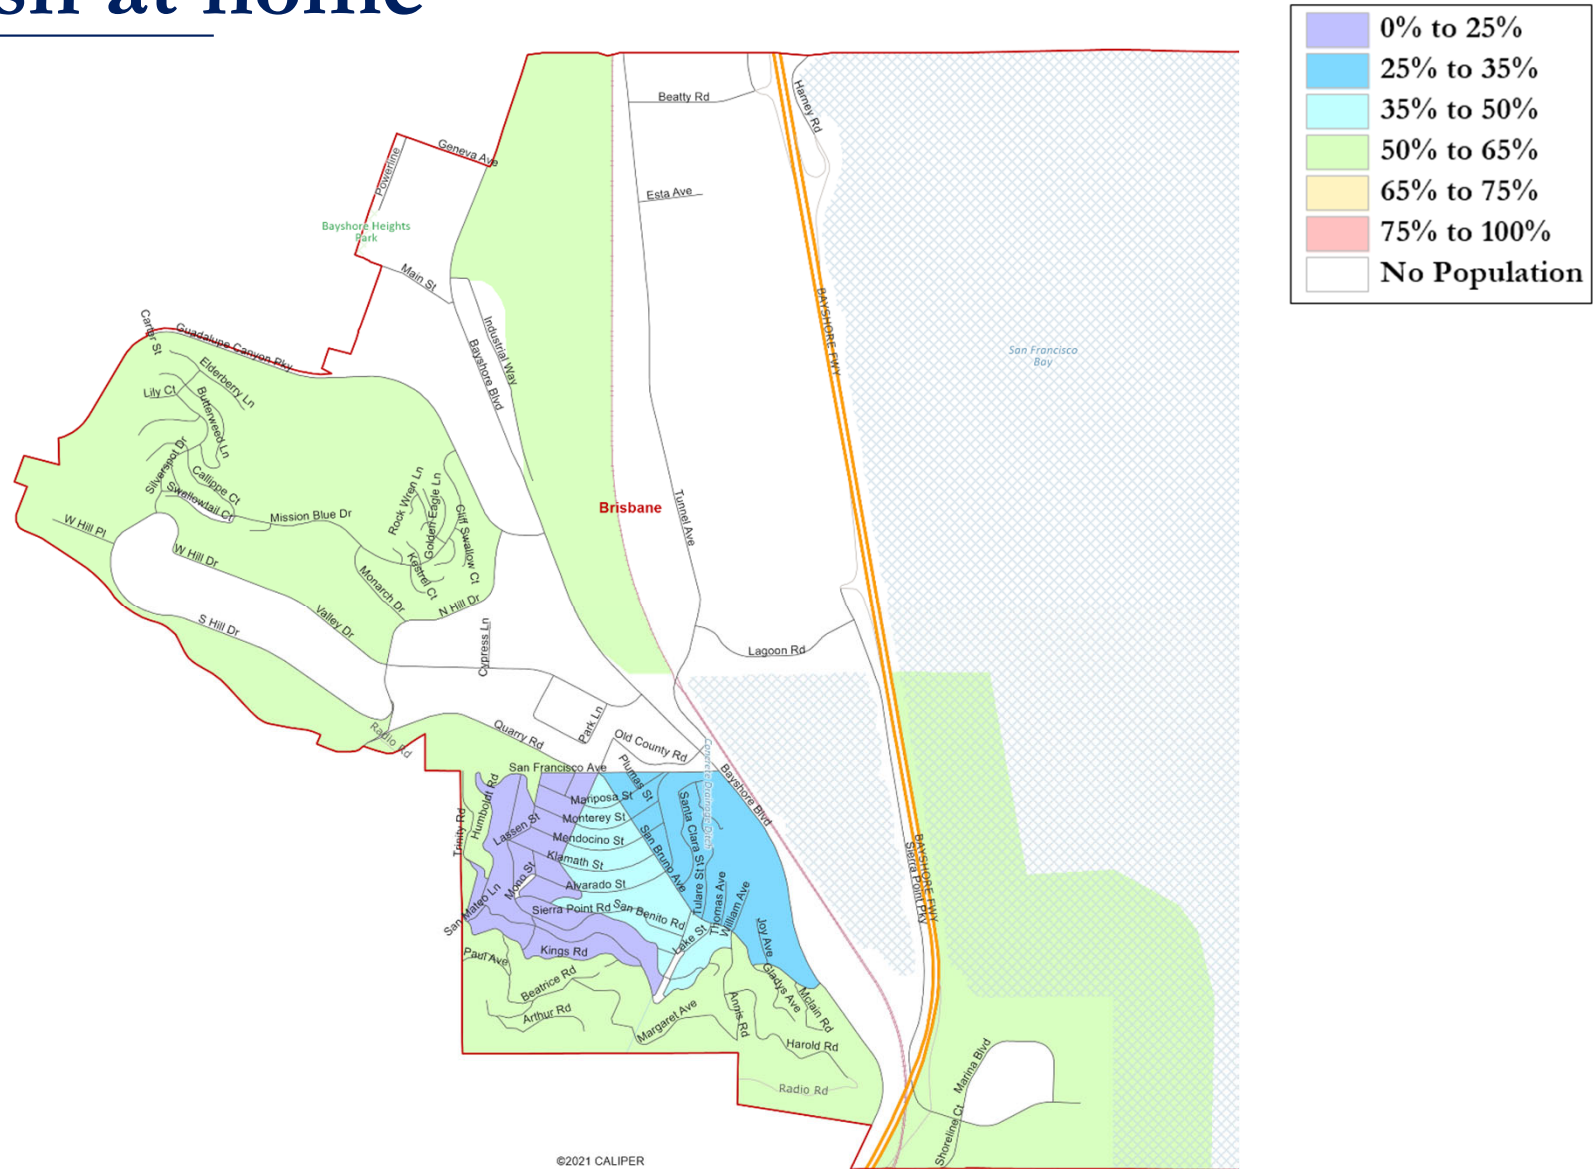 at home
0% to 25%
25% to 35%
35% to 50%
50% to 65%
65% to 75%
75% to 100%
No Population
Beatty Rd
Harney Rd
Geneva Ave
Powerline
Esta Ave
Bayshore Heights
Park
Main St
Carter St
Guadalupe Canyon Pky
Industrial Way
Bayshore Blvd
BAYSHORE FWY
San Francisco
Bay
Elderberry Ln
Lily Ct
Butterweed Ln
Silverspot Dr
Callippe Ct
Swallowtail Ct
Rock Wren Ln
Golden Eagle Ln
Cliff Swallow Ct
Brisbane
Tunnel Ave
W Hill Pl
Mission Blue Dr
W Hill Dr
Kestrel Ct
Monarch Dr
N Hill Dr
Valley Dr
S Hill Dr
Cypress Ln
Lagoon Rd
Radio Rd
Quarry Rd
Park Ln
Old County Rd
San Francisco Ave
Plumas St
Concrete Drainage Ditch
Bayshore Blvd
Humboldt Rd
Trinity Rd
Mariposa St
Santa Clara St
Lassen St
Monterey St
Mendocino St
San Bruno Ave
Klamath St
Mono St
Alvarado St
Tulare St
Thomas Ave
William Ave
San Mateo Ln
Sierra Point Rd
San Benito Rd
BAYSHORE FWY
Sierra Point Pky
Lake St
Joy Ave
Kings Rd
Paul Ave
Beatrice Rd
Gladys Ave
Mclain Rd
Arthur Rd
Margaret Ave
Annis Rd
Harold Rd
Radio Rd
Marina Blvd
Shoreline Ct
©2021 CALIPER